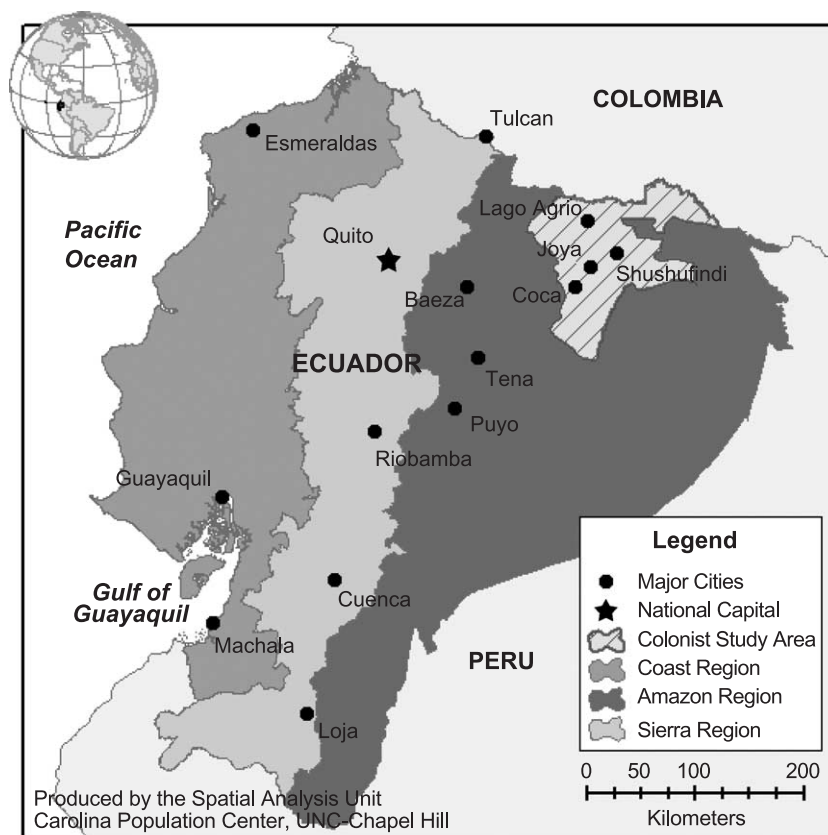 COLOMBIA
Tulcan
Esmeraldas
Lago Agrio
Pacific
Ocean
Quito
Joya
Shushufindi
Baeza
Coca
ECUADOR
Tena
Puyo
Riobamba
Guayaquil
Gulf of
Guayaquil
Cuenca
Machala
PERU
Loja
Legend
Major Cities
National Capital
Colonist Study Area
Coast Region
Amazon Region
Sierra Region
0 50 100 200
Kilometers
Produced by the Spatial Analysis Unit
Carolina Population Center, UNC-Chapel Hill